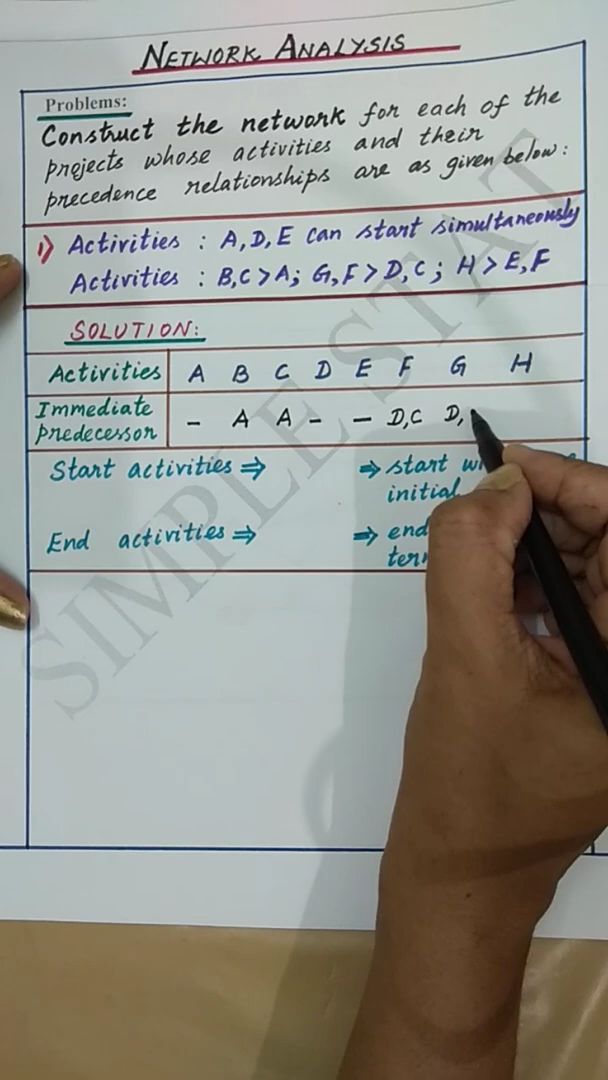 NETWORK ANALYSIS
Problems:
Construct the network for each of the
projects whose activities and their
precedence relationships are as given below:
1) Activities : A, D, E can start simultaneously
Activities : B, C > A; G, F > D, C; H > E, F
SOLUTION:
Activities A B C D E F G H
Immediate Predecessor - A A - - D,C D,
Start activities ⇒ ⇒ start
initial
End activities ⇒ ⇒ end
SIMPLE STAT